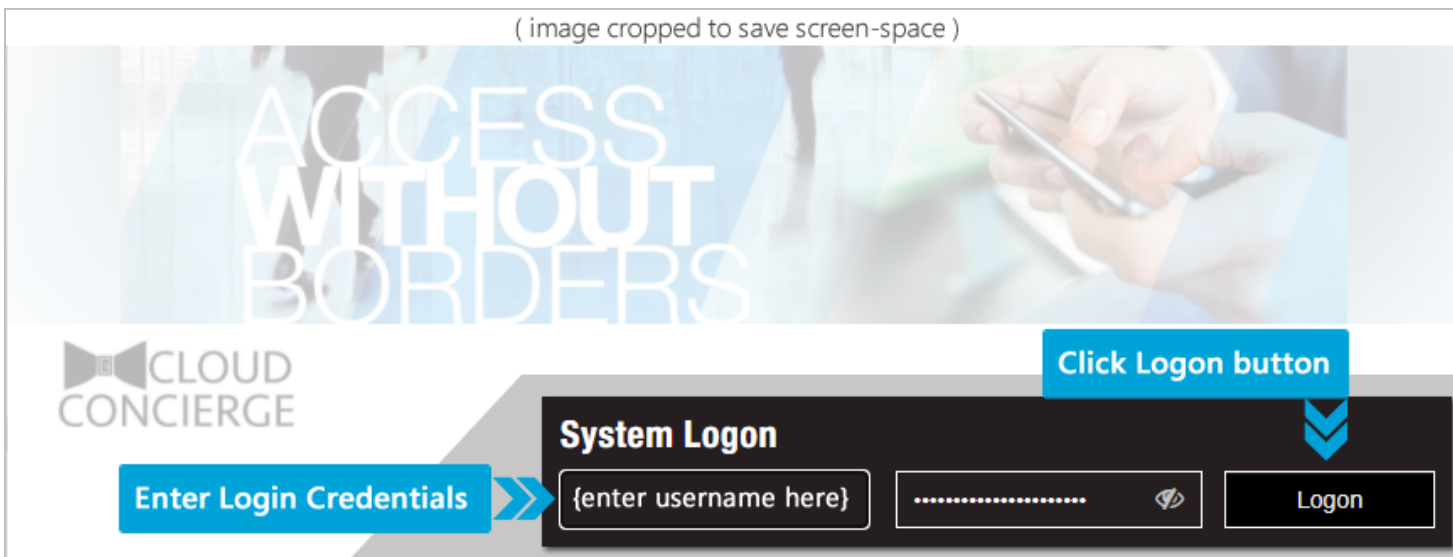 ( image cropped to save screen-space )
ACCESS
WITHOUT
BORDERS
CLOUD
CONCIERGE
Click Logon button
System Logon
Enter Login Credentials
{enter username here}
Logon